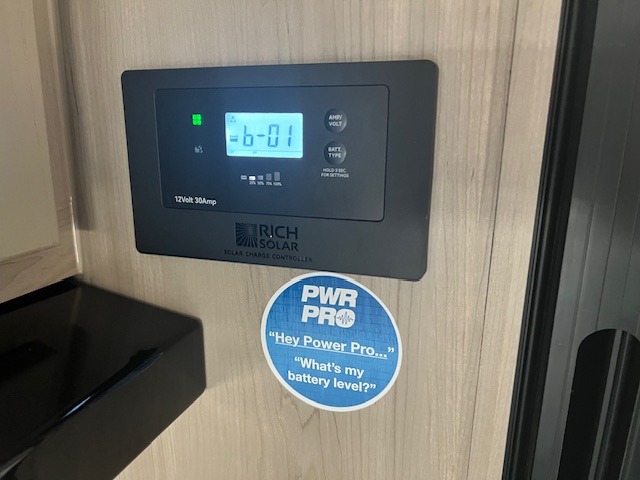 b-01
AMP/
VOLT
BATT.
TYPE
HOLD 3 SEC.
FOR SETTINGS
25% 50% 75% 100%
12Volt 30Amp
RICH
SOLAR
SOLAR CHARGE CONTROLLER
PWR
PRO
“Hey Power Pro...”
“What's my
battery level?”